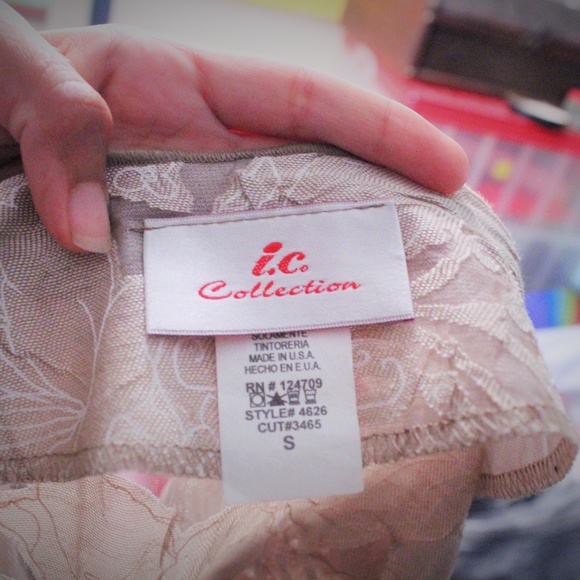 i.c.
Collection
SOLAMENTE
TINTORERIA
MADE IN U.S.A.
HECHO EN E.U.A.
RN # 124709
STYLE# 4626
CUT#3465
S